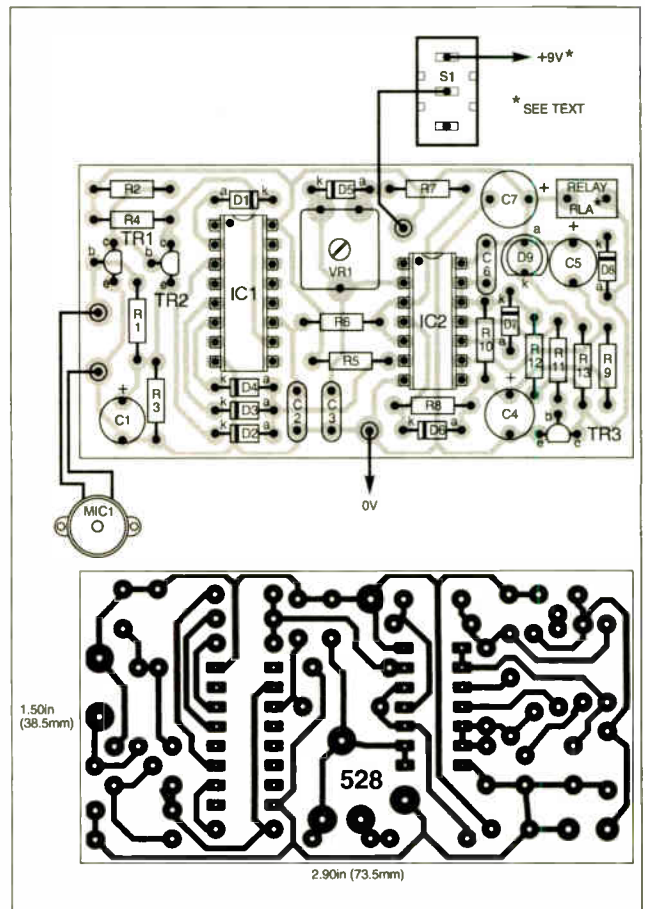 +9V*
S1
* SEE TEXT
R2
R4
TR1
b
c
e
TR2
c
b
e
R1
R3
+
C1
MIC1
a
D1
k
IC1
k
D4
a
k
D3
a
k
D2
a
C2
C3
k
D5
a
VR1
R6
R5
0V
R7
IC2
R8
k
D6
a
+
C7
RELAY
RLA
C6
a
D9
k
+
C5
k
D8
a
R10
k
D7
a
R12
R11
R13
R9
+
C4
b
e
c
TR3
1.50in
(38.5mm)
528
2.90in (73.5mm)